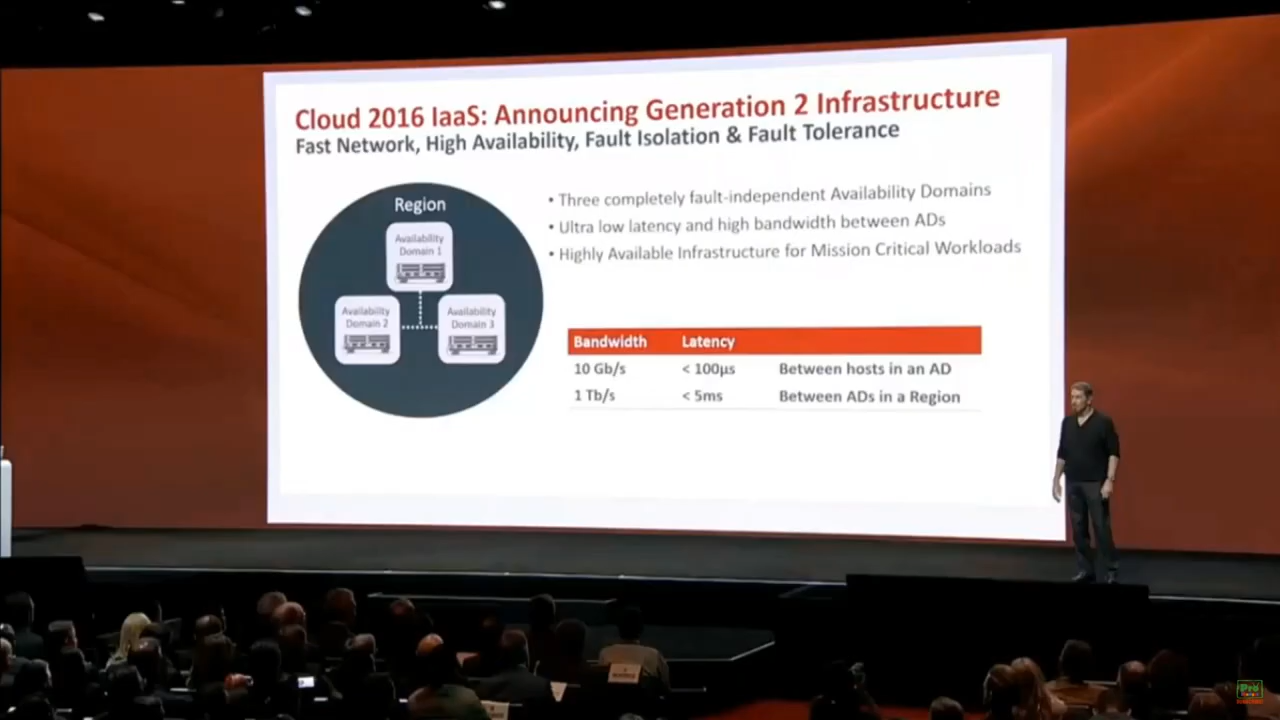 Cloud 2016 IaaS: Announcing Generation 2 Infrastructure
Fast Network, High Availability, Fault Isolation & Fault Tolerance
Region
Availability
Domain 1
Availability
Domain 2
Availability
Domain 3
• Three completely fault-independent Availability Domains
• Ultra low latency and high bandwidth between ADs
• Highly Available Infrastructure for Mission Critical Workloads
Bandwidth Latency
10 Gb/s < 100µs Between hosts in an AD
1 Tb/s < 5ms Between ADs in a Region
Pro